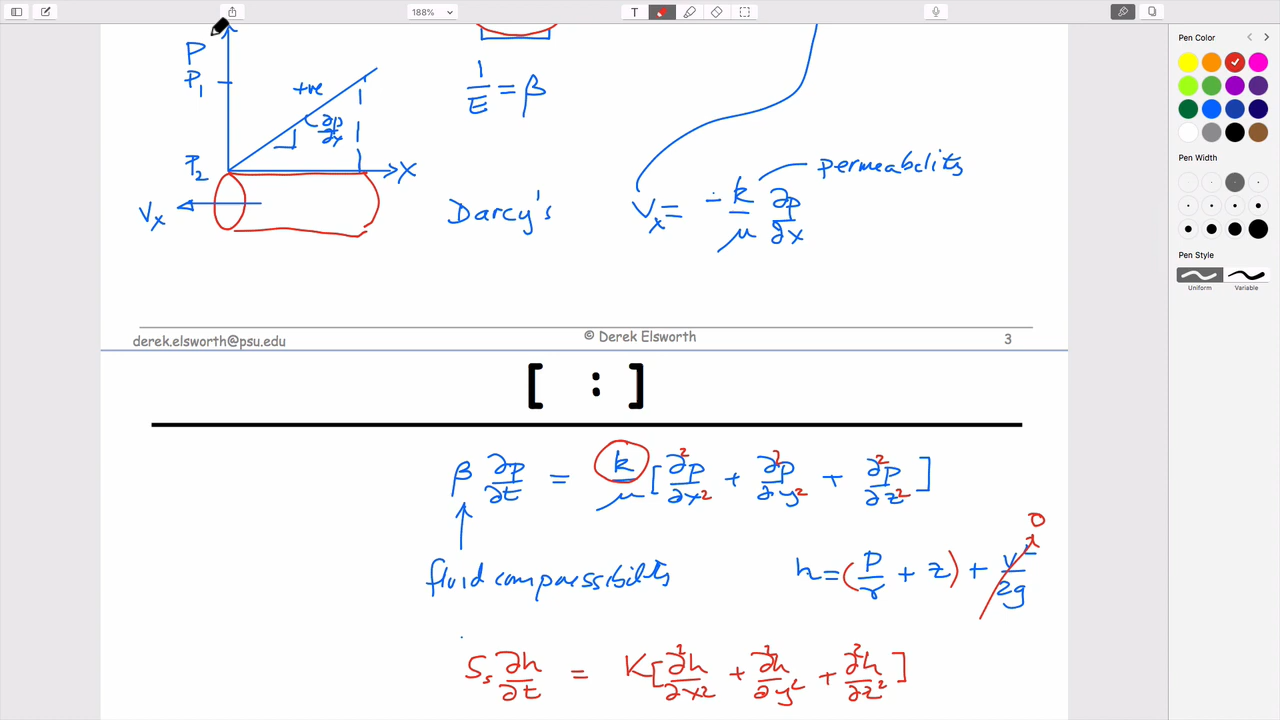 188%
T
Pen Color
P
P₁
+ve
∂p/∂x
1/E = β
P₂
X
Vₓ
Darcy's
Vₓ = - k/μ ∂p/∂x
permeability
Pen Width
Pen Style
Uniform Variable
derek.elsworth@psu.edu © Derek Elsworth 3
[ : ]
β ∂p/∂t = k/μ [∂²p/∂x² + ∂²p/∂y² + ∂²p/∂z²]
fluid compressibility
h = (P/γ + z) + v²/2g 0
Sₛ ∂h/∂t = K[∂²h/∂x² + ∂²h/∂y² + ∂²h/∂z²]